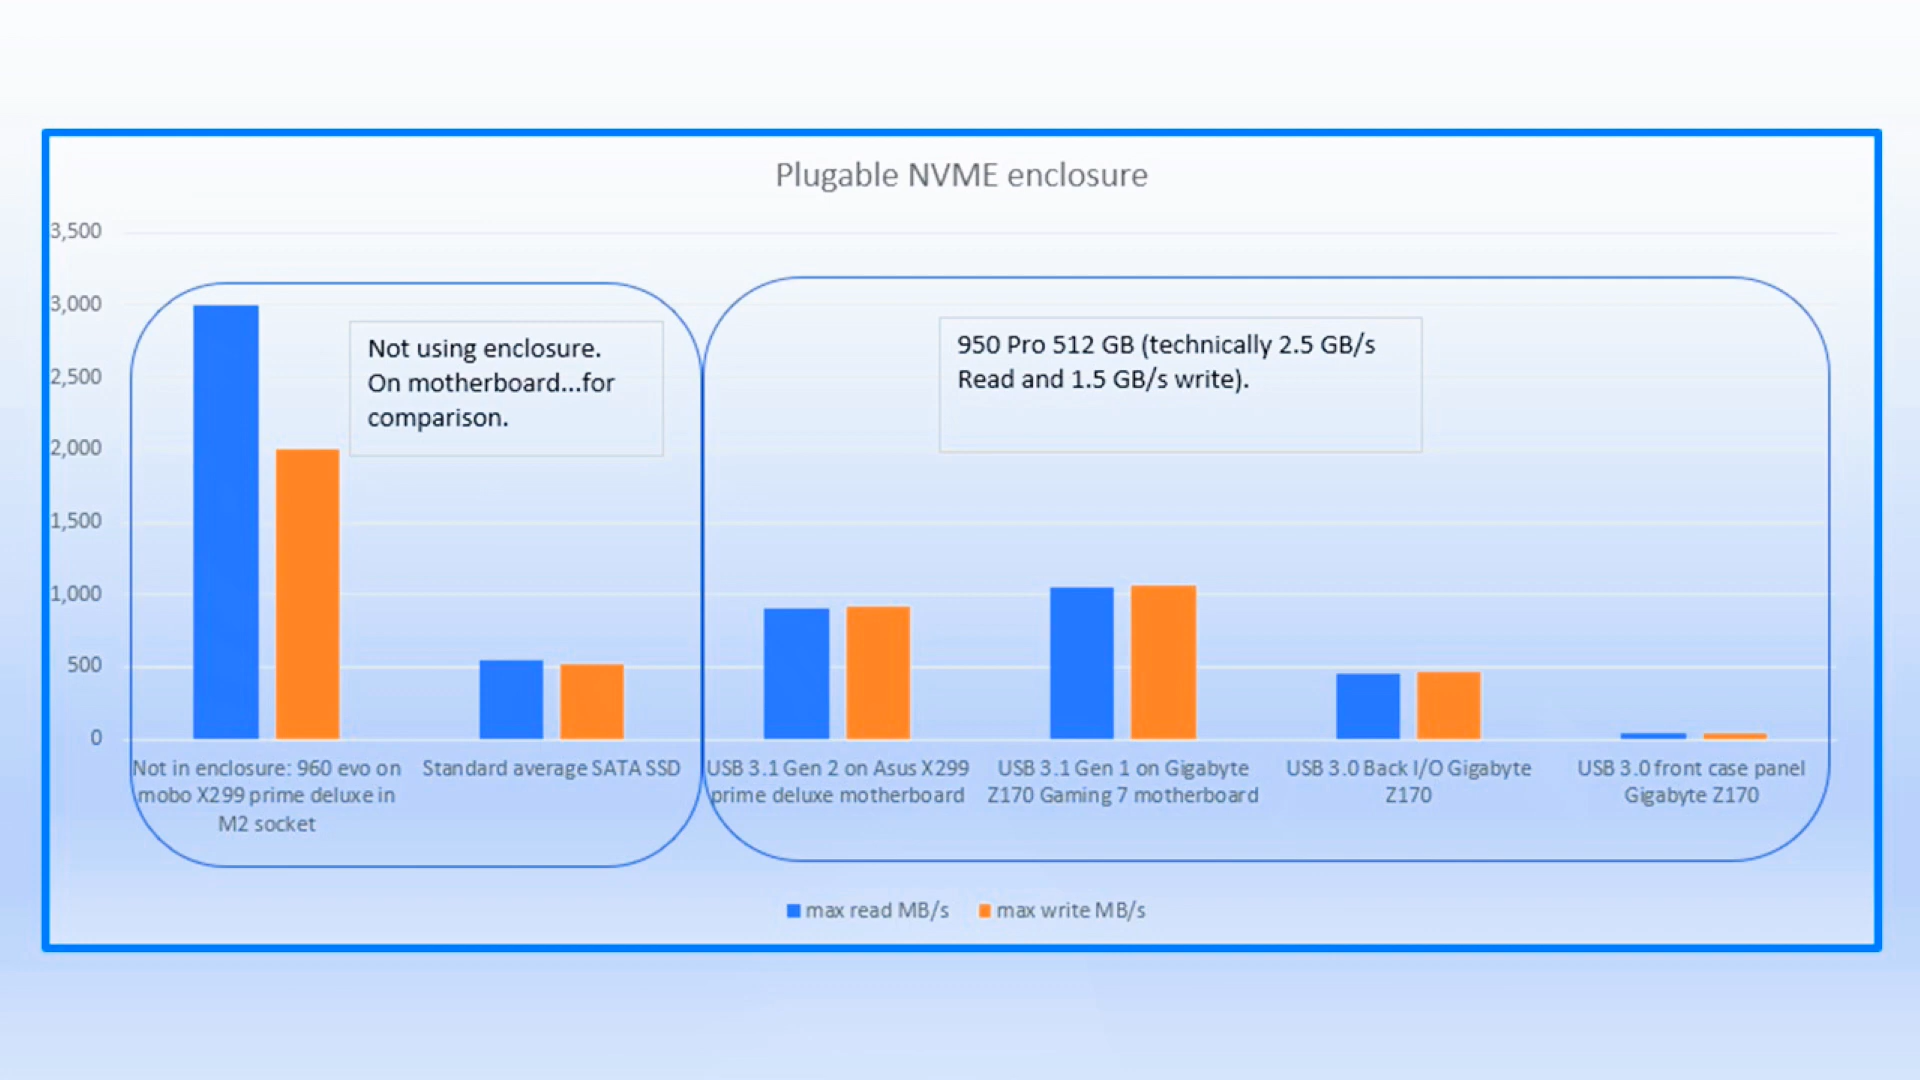 Plugable NVME enclosure
3,500
3,000
2,500
2,000
1,500
1,000
500
0
Not using enclosure.
On motherboard...for
comparison.
950 Pro 512 GB (technically 2.5 GB/s
Read and 1.5 GB/s write).
Not in enclosure: 960 evo on
mobo X299 prime deluxe in
M2 socket
Standard average SATA SSD
USB 3.1 Gen 2 on Asus X299
prime deluxe motherboard
USB 3.1 Gen 1 on Gigabyte
Z170 Gaming 7 motherboard
USB 3.0 Back I/O Gigabyte
Z170
USB 3.0 front case panel
Gigabyte Z170
max read MB/s
max write MB/s